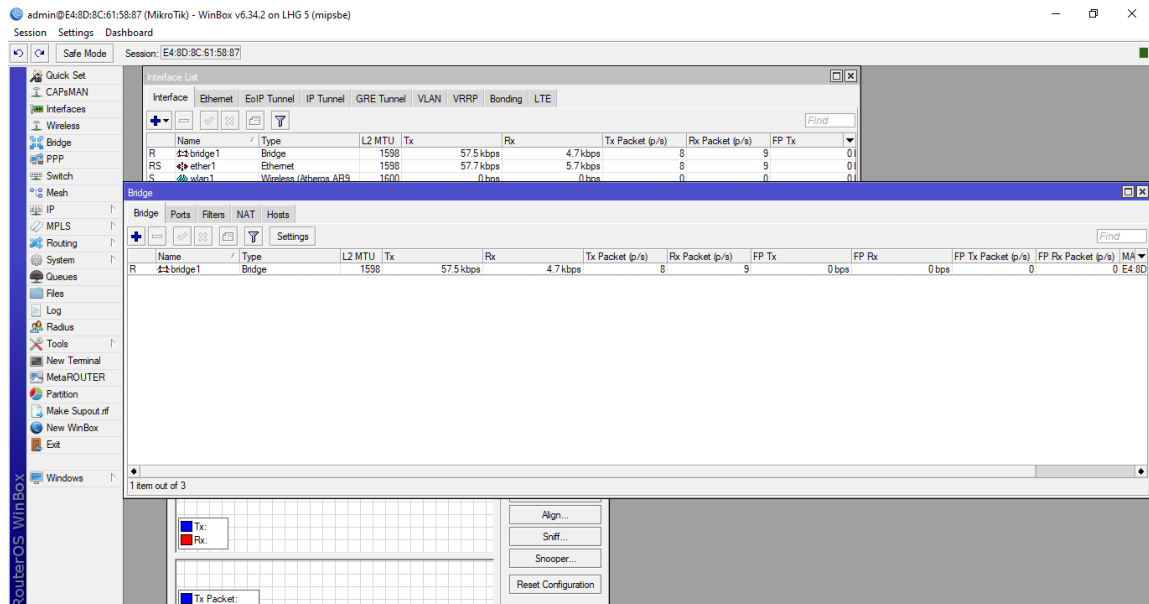 admin@E4:8D:8C:61:58:87 (MikroTik) - WinBox v6.34.2 on LHG 5 (mipsbe)
Session Settings Dashboard
Safe Mode Session: E4:8D:8C:61:58:87
Quick Set
CAPsMAN
Interfaces
Wireless
Bridge
PPP
Switch
Mesh
IP
MPLS
Routing
System
Queues
Files
Log
Radius
Tools
New Terminal
MetaROUTER
Partition
Make Supout.rif
New WinBox
Exit
Windows
RouterOS WinBox
Interface List
Interface Ethernet EoIP Tunnel IP Tunnel GRE Tunnel VLAN VRRP Bonding LTE
Find
Name Type L2 MTU Tx Rx Tx Packet (p/s) Rx Packet (p/s) FP Tx
R bridge1 Bridge 1598 57.5 kbps 4.7 kbps 8 9 0
RS ether1 Ethernet 1598 57.7 kbps 5.7 kbps 8 9 0
S wlan1 Wireless (Atheros AR9 1600 0 bps 0 bps 0 0 0
Bridge
Bridge Ports Filters NAT Hosts
Settings Find
Name Type L2 MTU Tx Rx Tx Packet (p/s) Rx Packet (p/s) FP Tx FP Rx FP Tx Packet (p/s) FP Rx Packet (p/s) MA
R bridge1 Bridge 1598 57.5 kbps 4.7 kbps 8 9 0 bps 0 bps 0 0 E4:8D
1 item out of 3
Tx:
Rx:
Tx Packet:
Align...
Sniff...
Snooper...
Reset Configuration